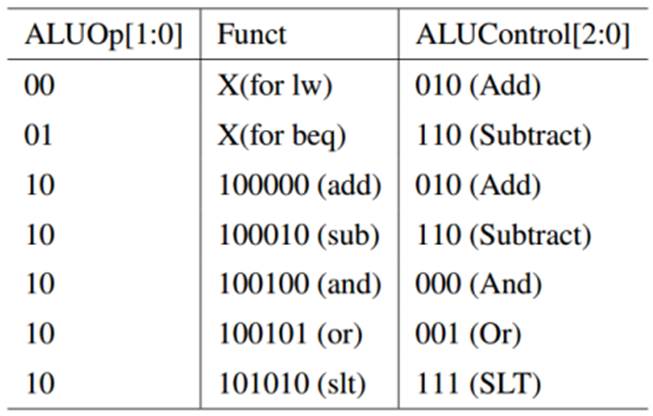 ALUOp[1:0] Funct ALUControl[2:0]
00 X(for lw) 010 (Add)
01 X(for beq) 110 (Subtract)
10 100000 (add) 010 (Add)
10 100010 (sub) 110 (Subtract)
10 100100 (and) 000 (And)
10 100101 (or) 001 (Or)
10 101010 (slt) 111 (SLT)